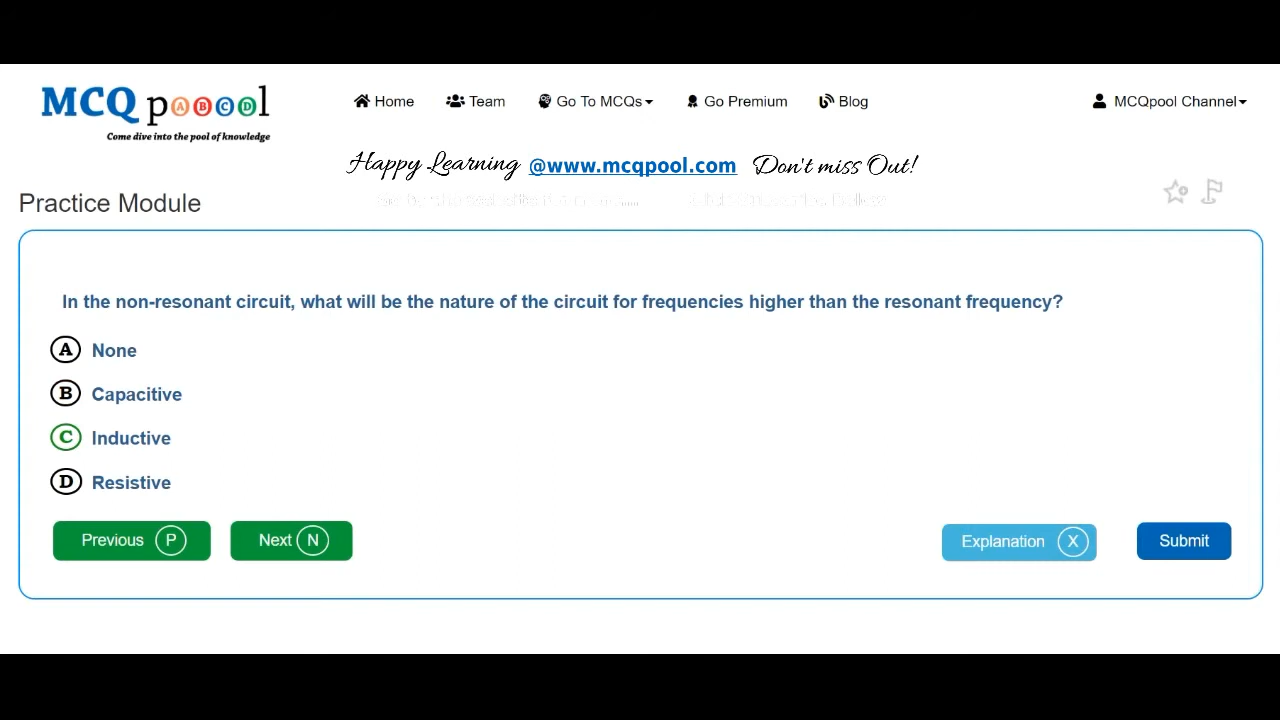 MCQ pooool
Come dive into the pool of knowledge
Home Team Go To MCQs Go Premium Blog MCQpool Channel
Happy Learning @www.mcqpool.com Don't miss Out!
Practice Module
In the non-resonant circuit, what will be the nature of the circuit for frequencies higher than the resonant frequency?
A None
B Capacitive
C Inductive
D Resistive
Previous P Next N Explanation X Submit